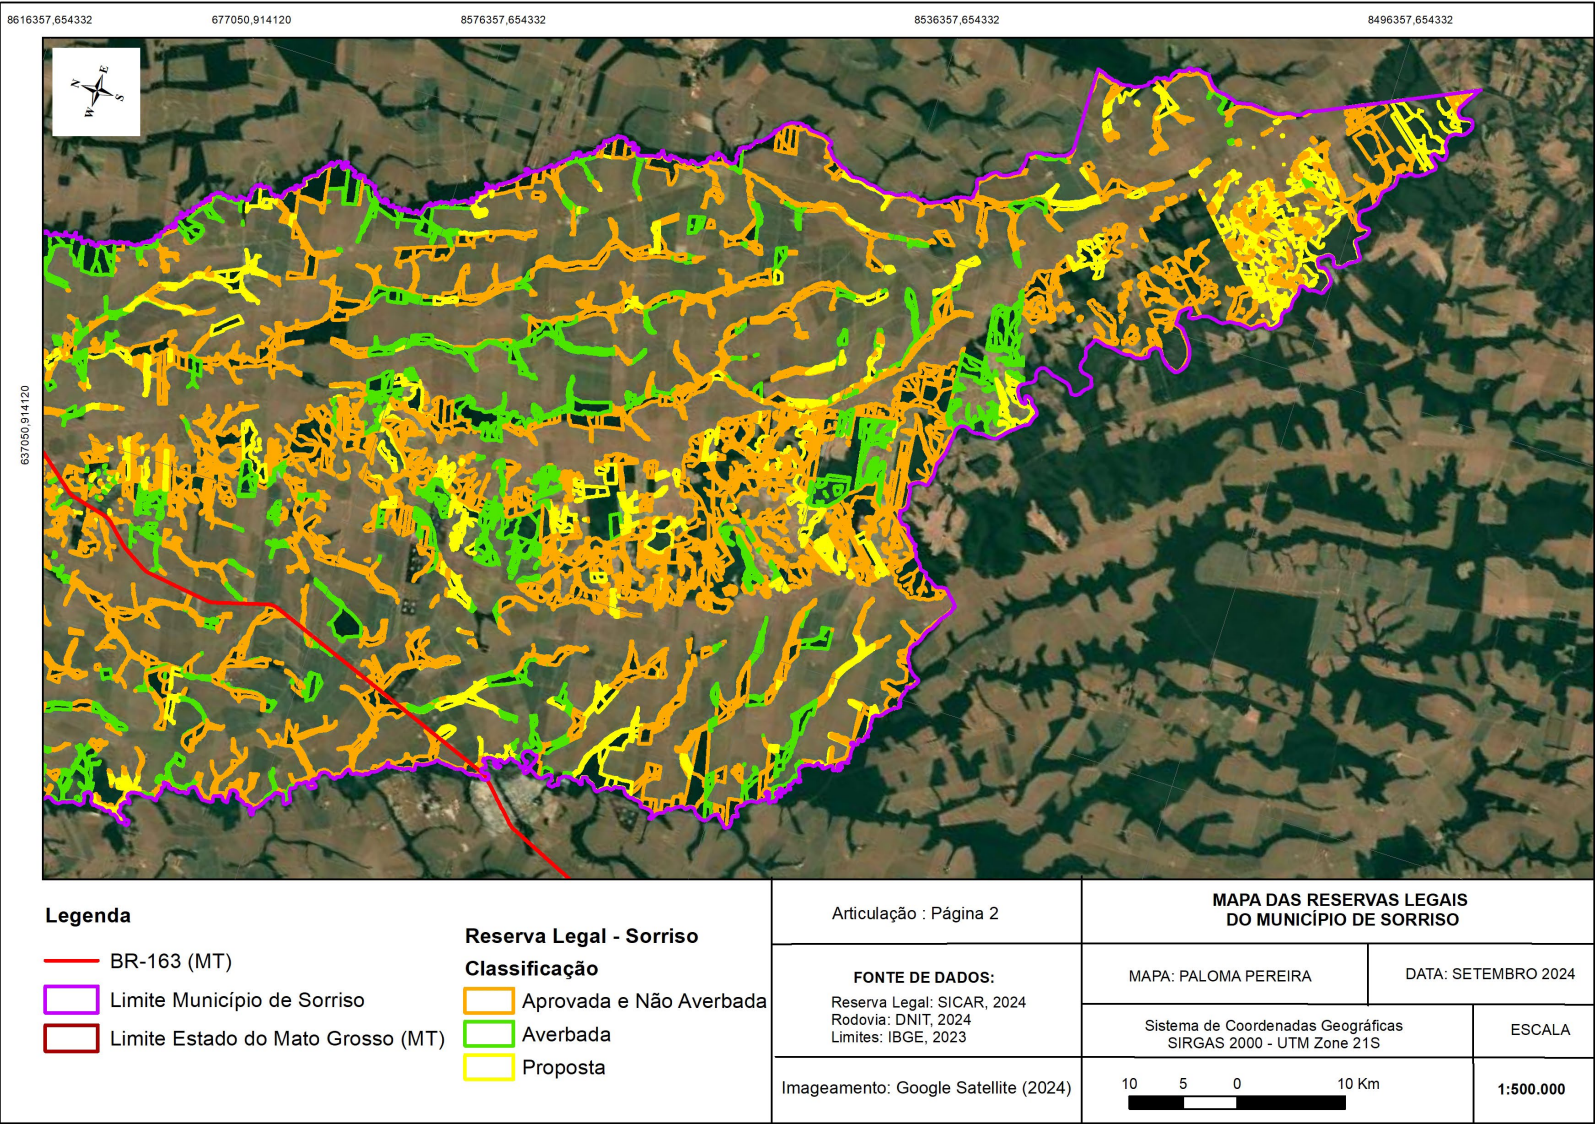 8616357,654332
677050,914120
8576357,654332
8536357,654332
8496357,654332
N
E
W
S
637050,914120
Legenda
BR-163 (MT)
Limite Município de Sorriso
Limite Estado do Mato Grosso (MT)
Reserva Legal - Sorriso
Classificação
Aprovada e Não Averbada
Averbada
Proposta
Articulação : Página 2
FONTE DE DADOS:
Reserva Legal: SICAR, 2024
Rodovia: DNIT, 2024
Limites: IBGE, 2023
Imageamento: Google Satellite (2024)
MAPA DAS RESERVAS LEGAIS
DO MUNICÍPIO DE SORRISO
MAPA: PALOMA PEREIRA
DATA: SETEMBRO 2024
Sistema de Coordenadas Geográficas
SIRGAS 2000 - UTM Zone 21S
ESCALA
10 5 0 10 Km
1:500.000